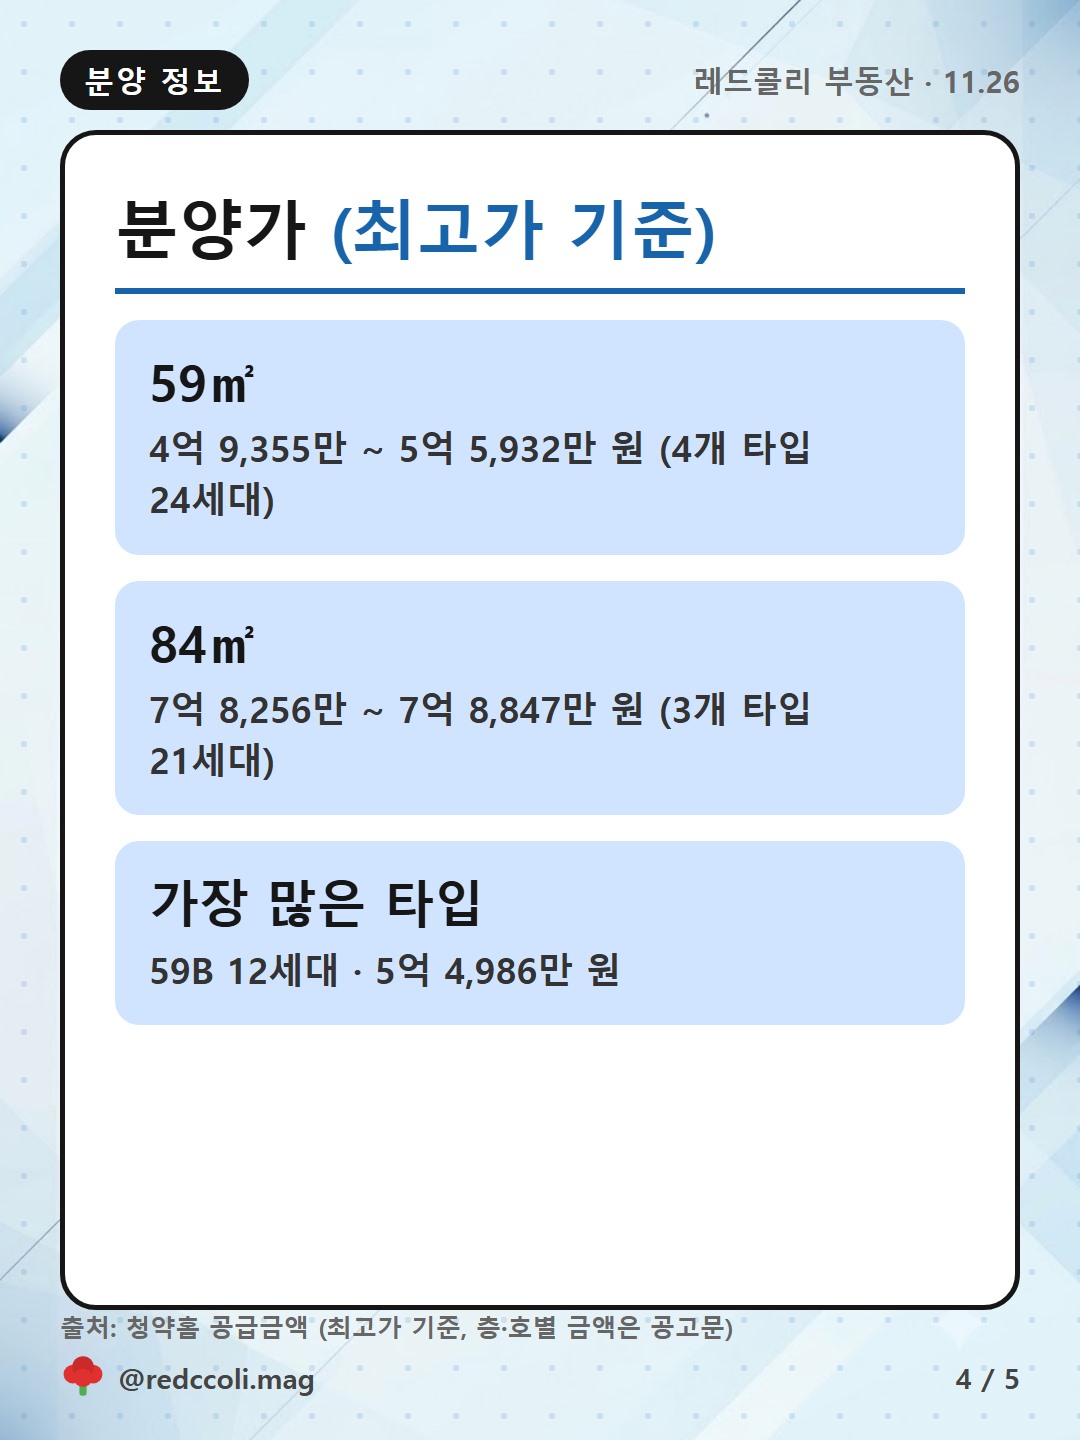 분양 정보
레드콜리 부동산 · 11.26
분양가 (최고가 기준)
59㎡
4억 9,355만 ~ 5억 5,932만 원 (4개 타입
24세대)
84㎡
7억 8,256만 ~ 7억 8,847만 원 (3개 타입
21세대)
가장 많은 타입
59B 12세대 · 5억 4,986만 원
출처: 청약홈 공급금액 (최고가 기준, 층·호별 금액은 공고문)
@redccoli.mag
4 / 5